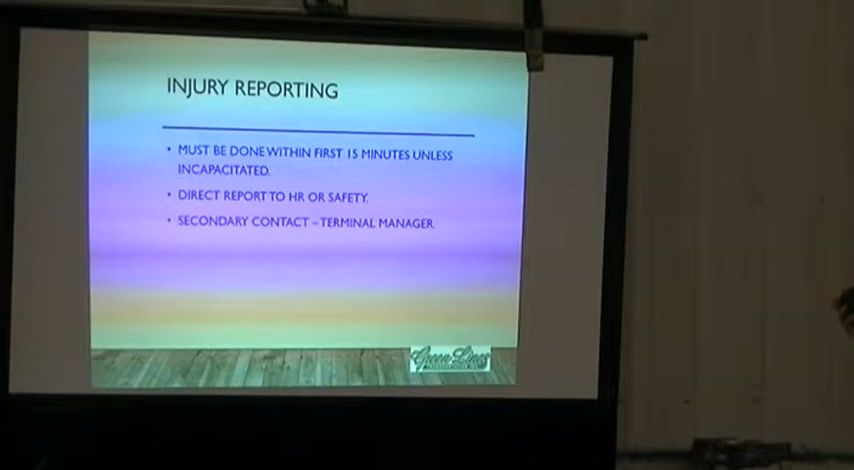 INJURY REPORTING
• MUST BE DONE WITHIN FIRST 15 MINUTES UNLESS
INCAPACITATED.
• DIRECT REPORT TO HR OR SAFETY.
• SECONDARY CONTACT – TERMINAL MANAGER.
Green Lines